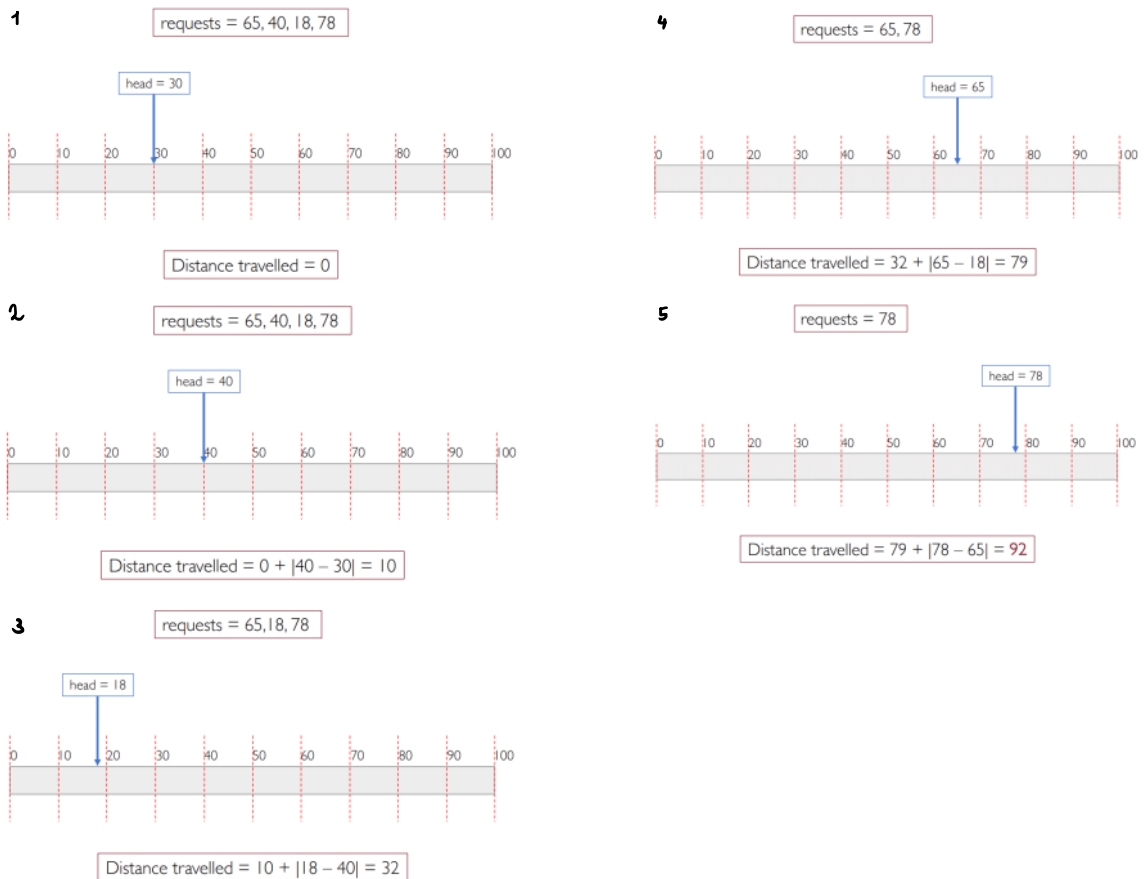 1
requests = 65, 40, 18, 78
head = 30
0 10 20 30 40 50 60 70 80 90 100
Distance travelled = 0
2
requests = 65, 40, 18, 78
head = 40
0 10 20 30 40 50 60 70 80 90 100
Distance travelled = 0 + |40 – 30| = 10
3
requests = 65,18, 78
head = 18
0 10 20 30 40 50 60 70 80 90 100
Distance travelled = 10 + |18 – 40| = 32
4
requests = 65, 78
head = 65
0 10 20 30 40 50 60 70 80 90 100
Distance travelled = 32 + |65 – 18| = 79
5
requests = 78
head = 78
0 10 20 30 40 50 60 70 80 90 100
Distance travelled = 79 + |78 – 65| = 92